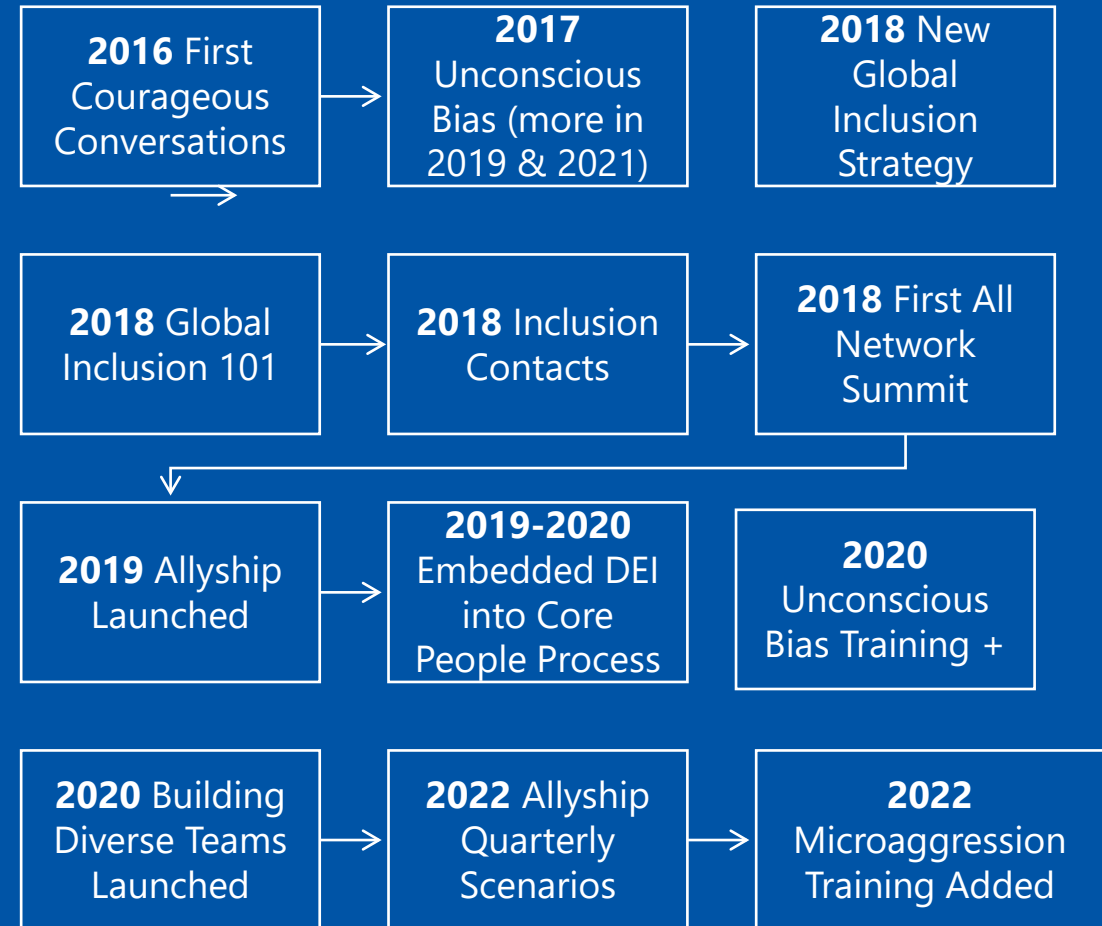 2016 First
Courageous
Conversations
2017
Unconscious
Bias (more in
2019 & 2021)
2018 New
Global
Inclusion
Strategy
2018 Global
Inclusion 101
2018 Inclusion
Contacts
2018 First All
Network
Summit
2019 Allyship
Launched
2019-2020
Embedded DEI
into Core
People Process
2020
Unconscious
Bias Training +
2020 Building
Diverse Teams
Launched
2022 Allyship
Quarterly
Scenarios
2022
Microaggression
Training Added